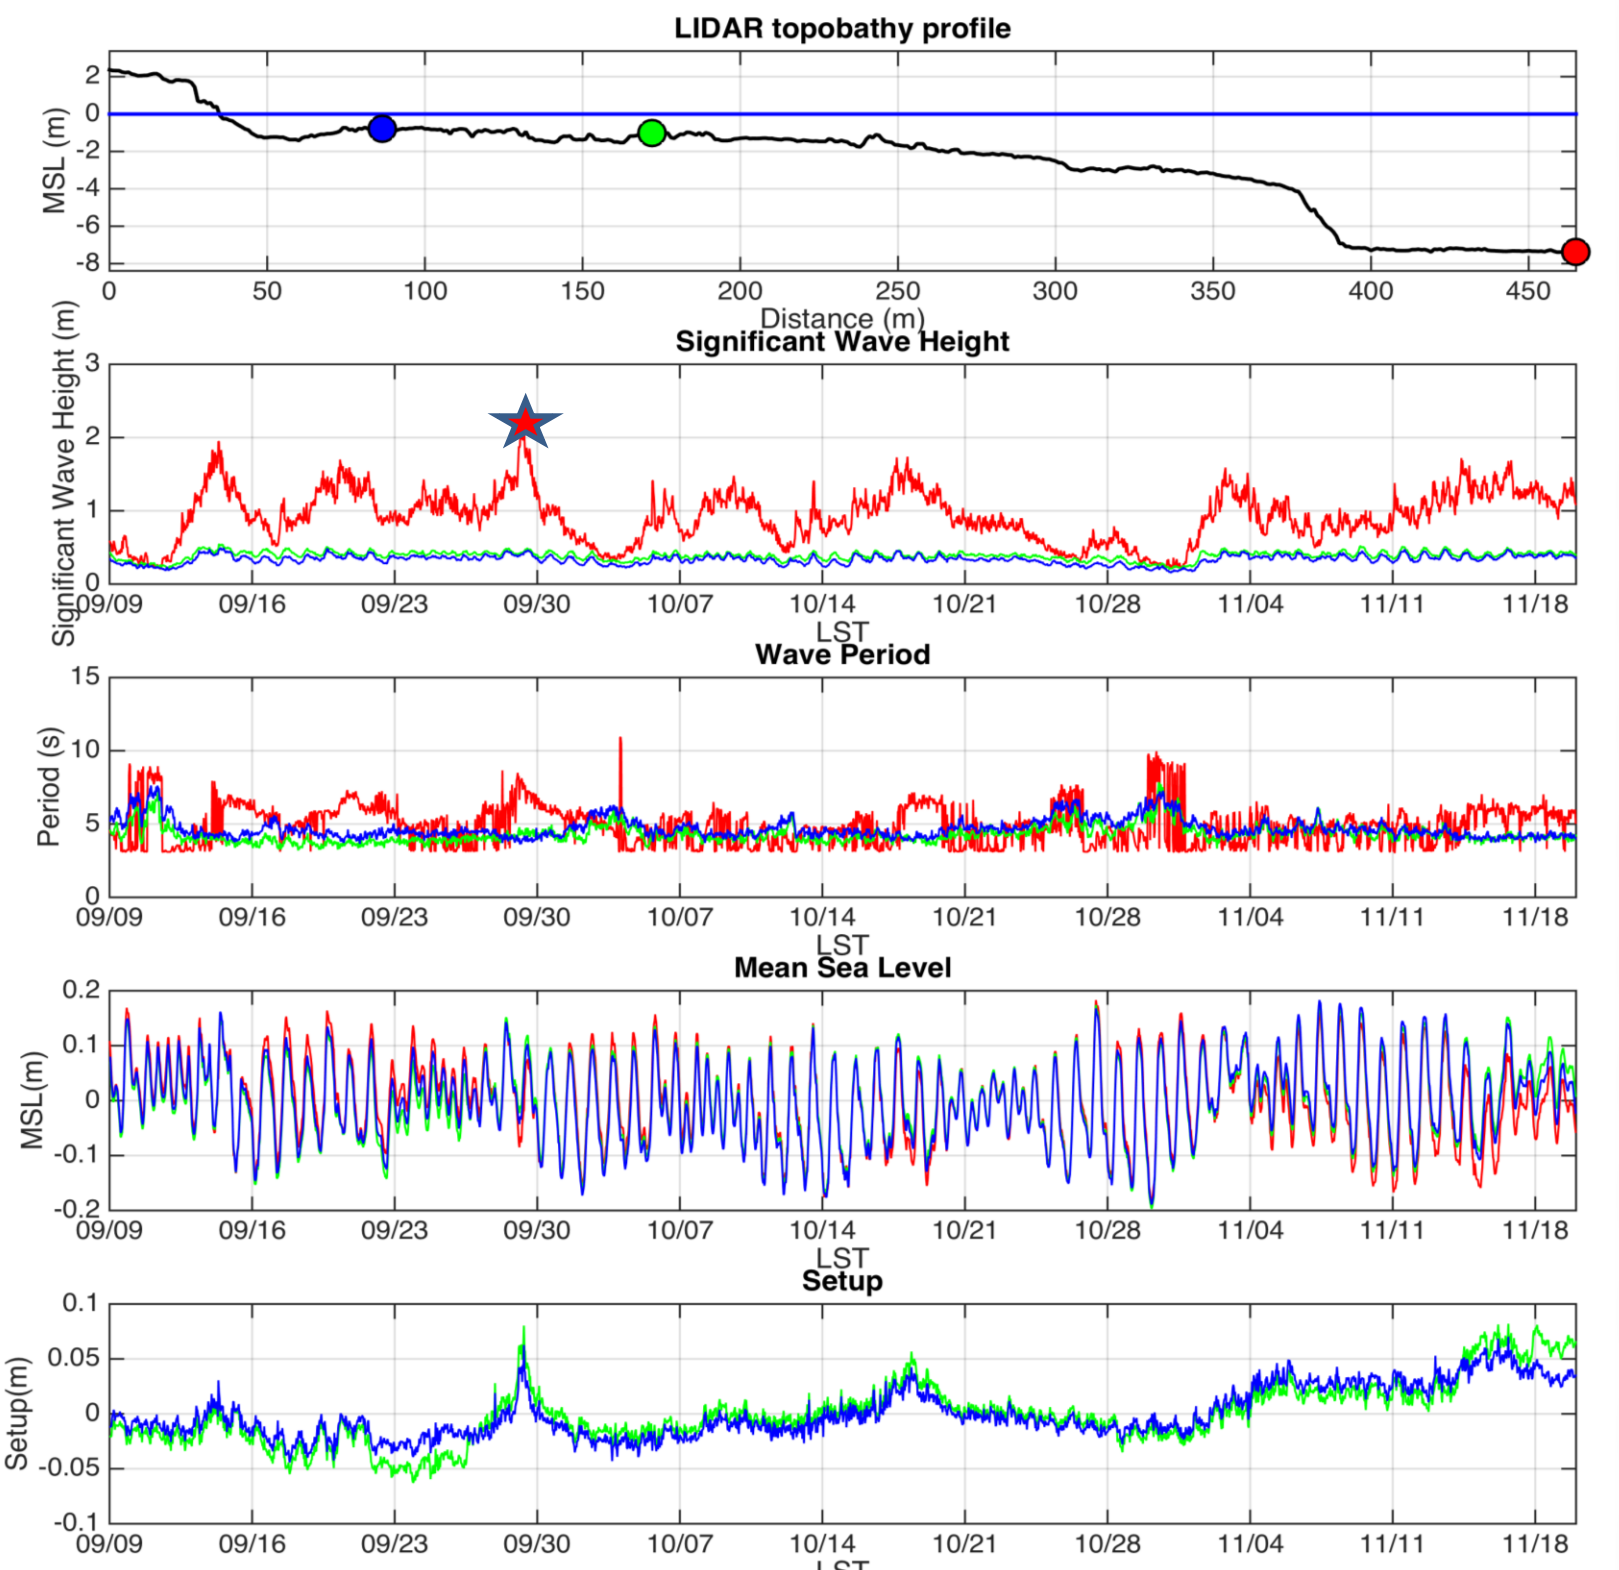 LIDAR topobathy profile
MSL (m)
2
0
-2
-4
-6
-8
0 50 100 150 200 250 300 350 400 450
Distance (m)
Significant Wave Height
Significant Wave Height (m)
3
2
1
0
09/09 09/16 09/23 09/30 10/07 10/14 10/21 10/28 11/04 11/11 11/18
LST
Wave Period
Period (s)
15
10
5
0
09/09 09/16 09/23 09/30 10/07 10/14 10/21 10/28 11/04 11/11 11/18
LST
Mean Sea Level
MSL(m)
0.2
0.1
0
-0.1
-0.2
09/09 09/16 09/23 09/30 10/07 10/14 10/21 10/28 11/04 11/11 11/18
LST
Setup
Setup(m)
0.1
0.05
0
-0.05
-0.1
09/09 09/16 09/23 09/30 10/07 10/14 10/21 10/28 11/04 11/11 11/18
LST